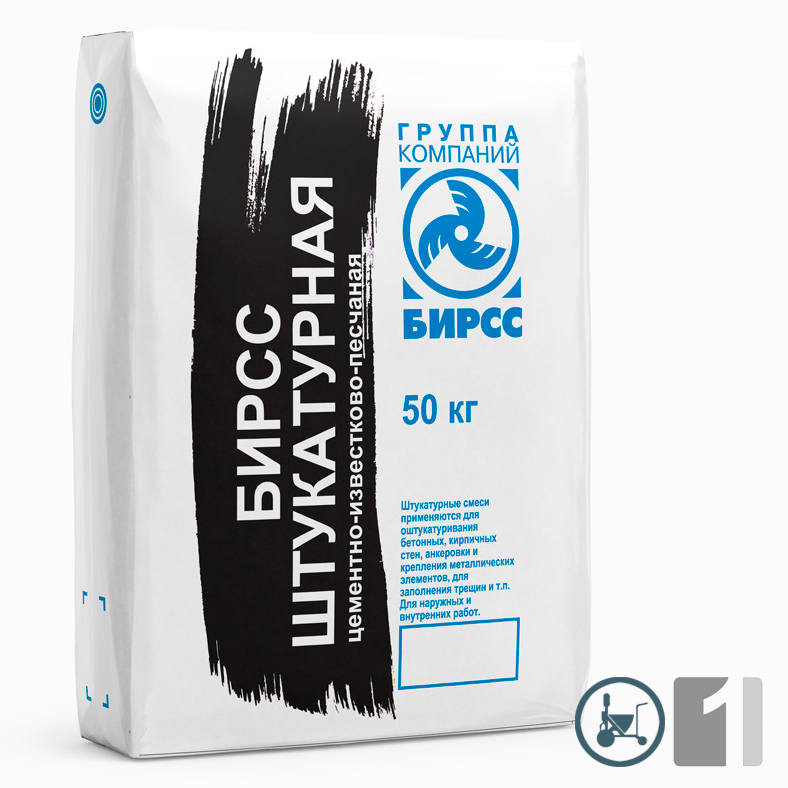 БИРСС
ШТУКАТУРНАЯ
цементно-известково-песчаная
ГРУППА
КОМПАНИЙ
БИРСС
50 кг
Штукатурные смеси
применяются для
оштукатуривания
бетонных, кирпичных
стен, анкеровки и
крепления металлических
элементов, для
заполнения трещин и т.п.
Для наружных и
внутренних работ.
1